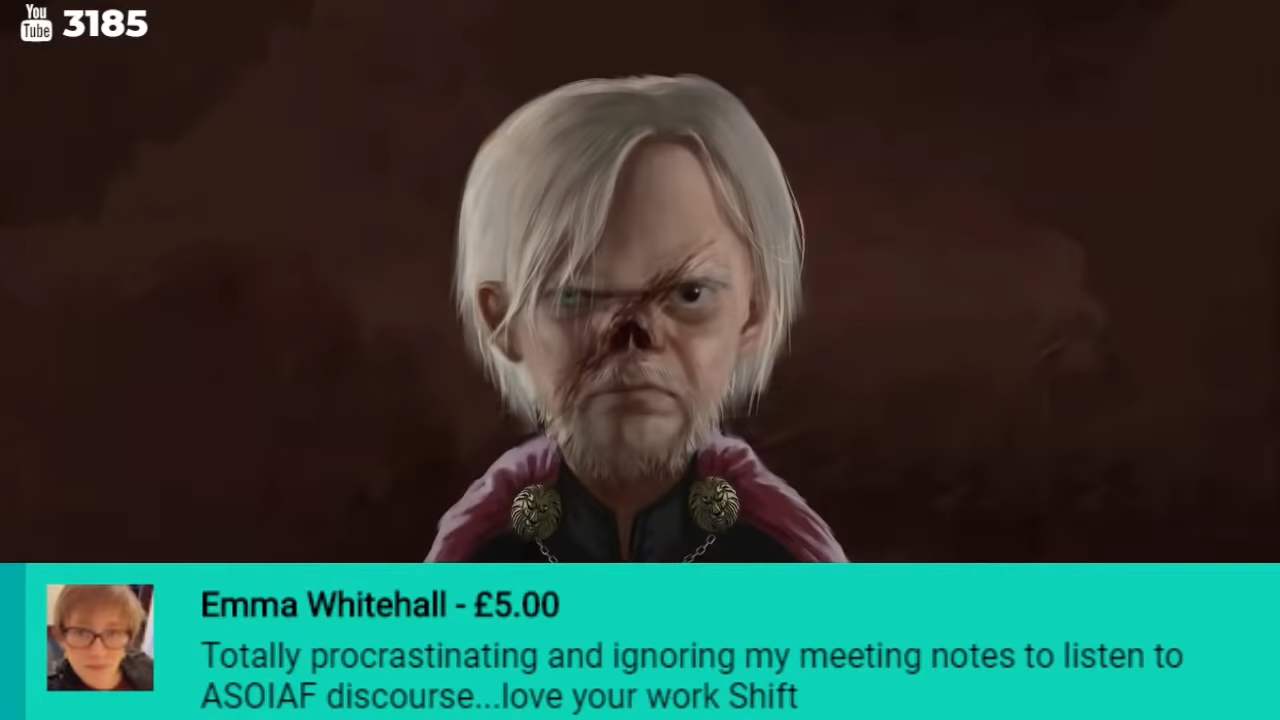 You
Tube 3185
Emma Whitehall - £5.00
Totally procrastinating and ignoring my meeting notes to listen to
ASOIAF discourse...love your work Shift